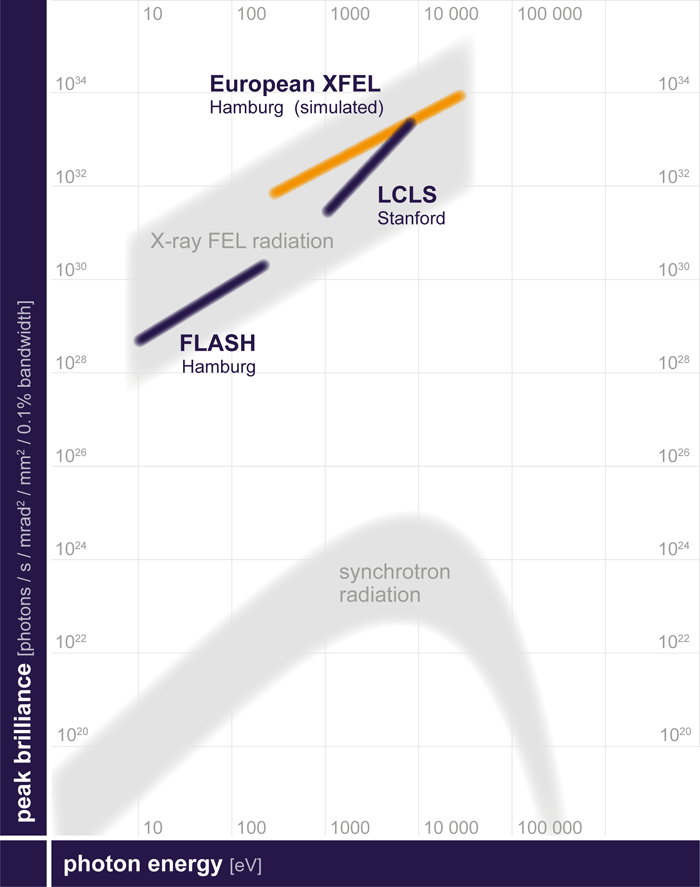 10 100 1000 10 000 100 000
European XFEL
10³⁴ 10³⁴
Hamburg (simulated)
10³² 10³²
LCLS
Stanford
X-ray FEL radiation
10³⁰ 10³⁰
FLASH
Hamburg
10²⁸ 10²⁸
10²⁶ 10²⁶
10²⁴ 10²⁴
synchrotron
radiation
10²² 10²²
10²⁰ 10²⁰
peak brilliance [photons / s / mrad² / mm² / 0.1% bandwidth]
10 100 1000 10 000 100 000
photon energy [eV]